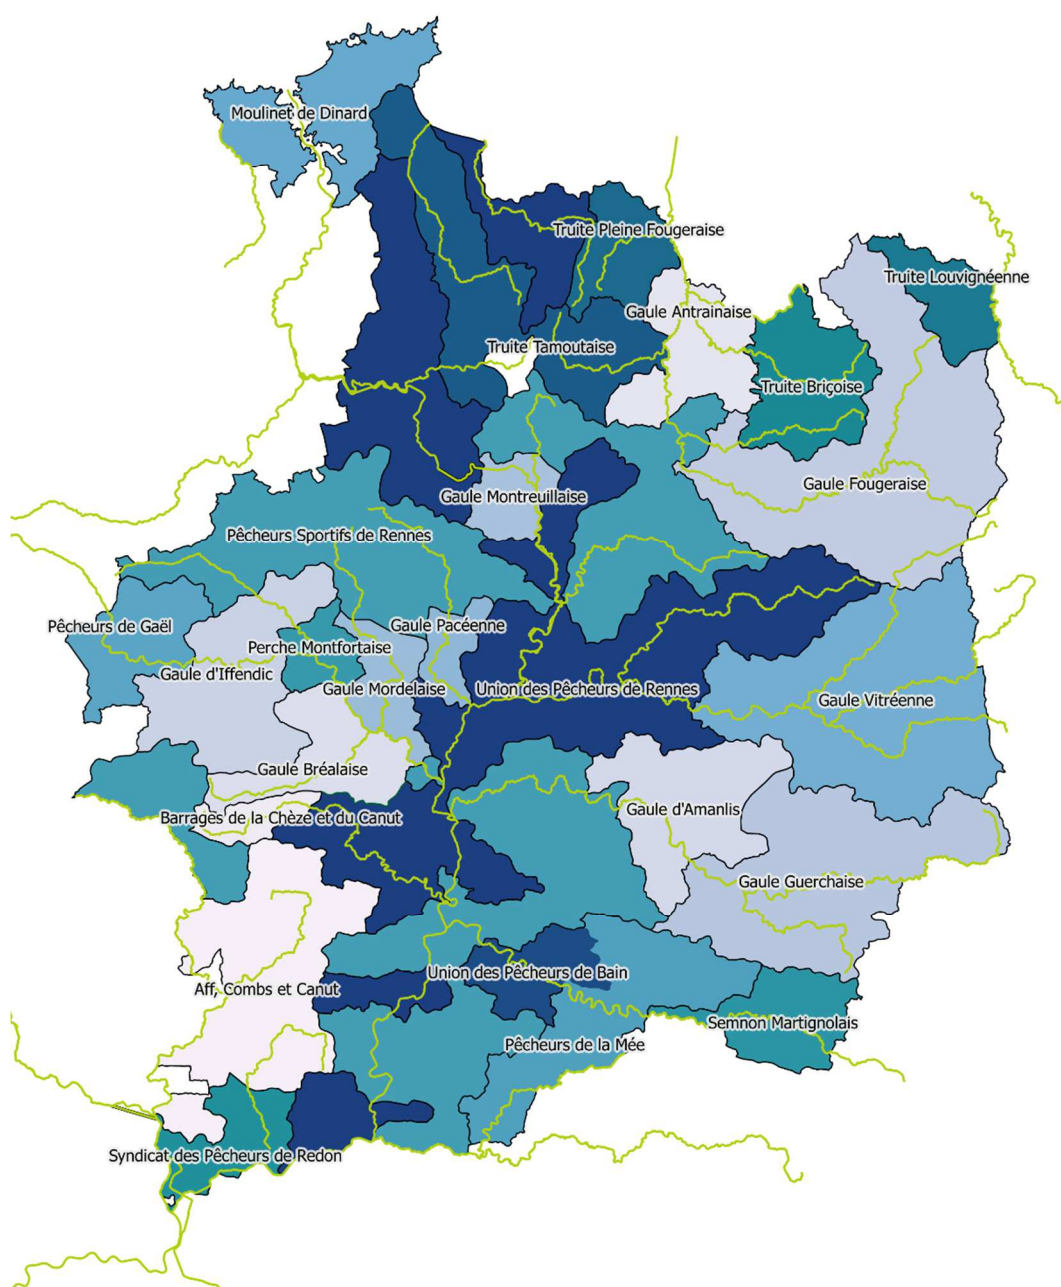 Moulinet de Dinard
Truite Pleine Fougeraise
Truite Louvignéenne
Gaule Antrainaise
Truite Tamoutaise
Truite Briçoise
Gaule Fougeraise
Gaule Montreuillaise
Pêcheurs Sportifs de Rennes
Pêcheurs de Gaël
Gaule Pacéenne
Perche Montfortaise
Gaule d'Iffendic
Gaule Mordelaise
Union des Pêcheurs de Rennes
Gaule Vitréenne
Gaule Bréalaise
Gaule d'Amanlis
Barrages de la Chèze et du Canut
Gaule Guerchaise
Union des Pêcheurs de Bain
Aff, Combs et Canut
Semnon Martignolais
Pêcheurs de la Mée
Syndicat des Pêcheurs de Redon